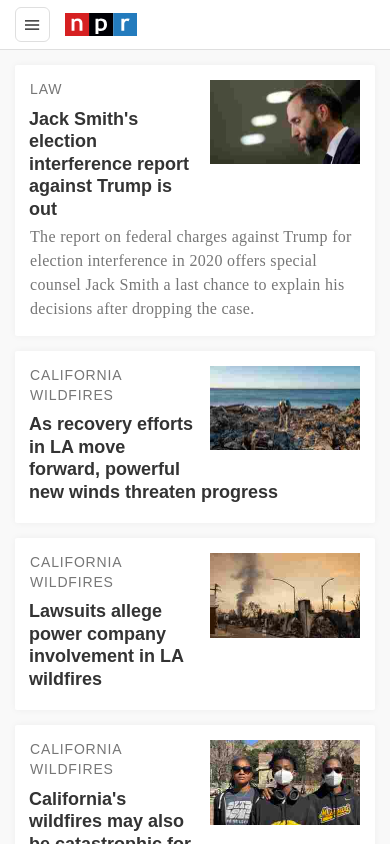 npr
LAW
Jack Smith's
election
interference report
against Trump is
out
The report on federal charges against Trump for
election interference in 2020 offers special
counsel Jack Smith a last chance to explain his
decisions after dropping the case.
CALIFORNIA
WILDFIRES
As recovery efforts
in LA move
forward, powerful
new winds threaten progress
CALIFORNIA
WILDFIRES
Lawsuits allege
power company
involvement in LA
wildfires
CALIFORNIA
WILDFIRES
California's
wildfires may also
be catastrophic for